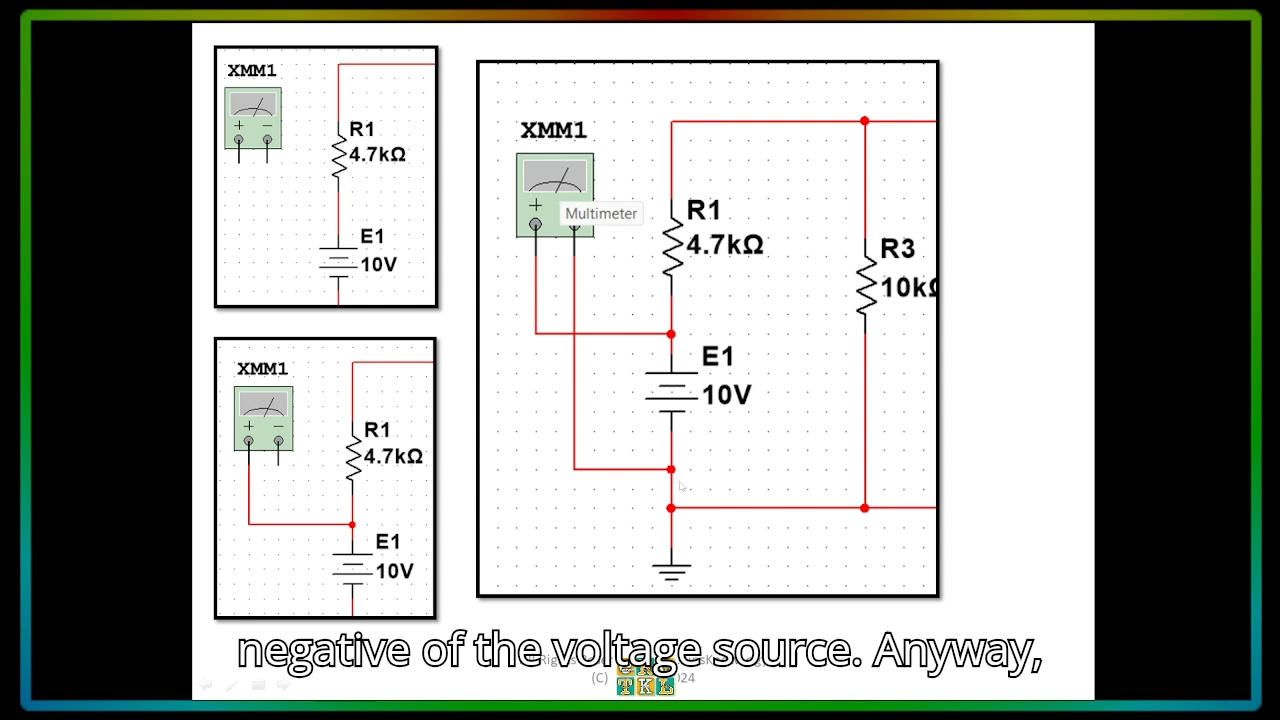 XMM1
+ −
R1
4.7kΩ
E1
10V
XMM1
+ −
R1
4.7kΩ
E1
10V
XMM1
+
Multimeter
R1
4.7kΩ
E1
10V
R3
10kΩ
negative of the voltage source. Anyway,
(C)
TKL